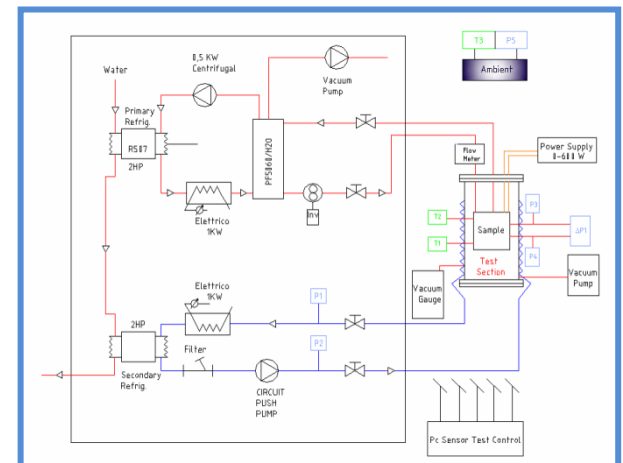 T3
P5
Ambient
Water
0,5 KW
Centrifugal
Vacuum
Pump
Primary
Refrig.
R507
2HP
PF5060/H2O
Flow
Meter
Power Supply
0-600 W
Elettrico
1KW
Inv
T2
T1
Sample
P3
ΔP1
P4
Test
Section
Vacuum
Gauge
Vacuum
Pump
Elettrico
1KW
P1
P2
2HP
Filter
Secondary
Refrig.
CIRCUIT
PUSH
PUMP
Pc Sensor Test Control